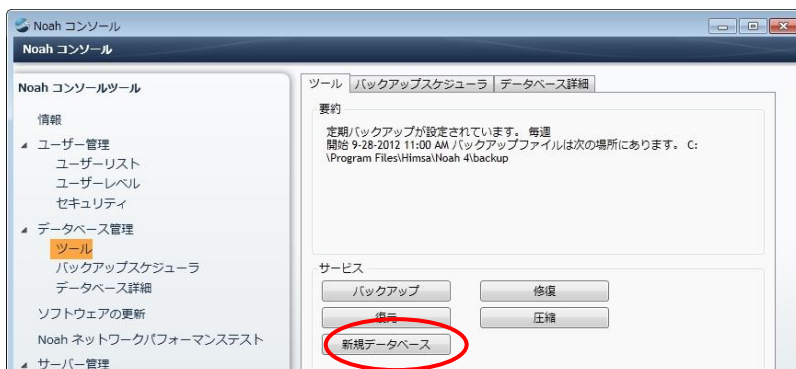 Noah コンソール
Noah コンソール
Noah コンソールツール
情報
ユーザー管理
ユーザーリスト
ユーザーレベル
セキュリティ
データベース管理
ツール
バックアップスケジューラ
データベース詳細
ソフトウェアの更新
Noah ネットワークパフォーマンステスト
サーバー管理
ツール バックアップスケジューラ データベース詳細
要約
定期バックアップが設定されています。 毎週
開始 9-28-2012 11:00 AM バックアップファイルは次の場所にあります。 C:
\Program Files\Himsa\Noah 4\backup
サービス
バックアップ 修復
復元 圧縮
新規データベース